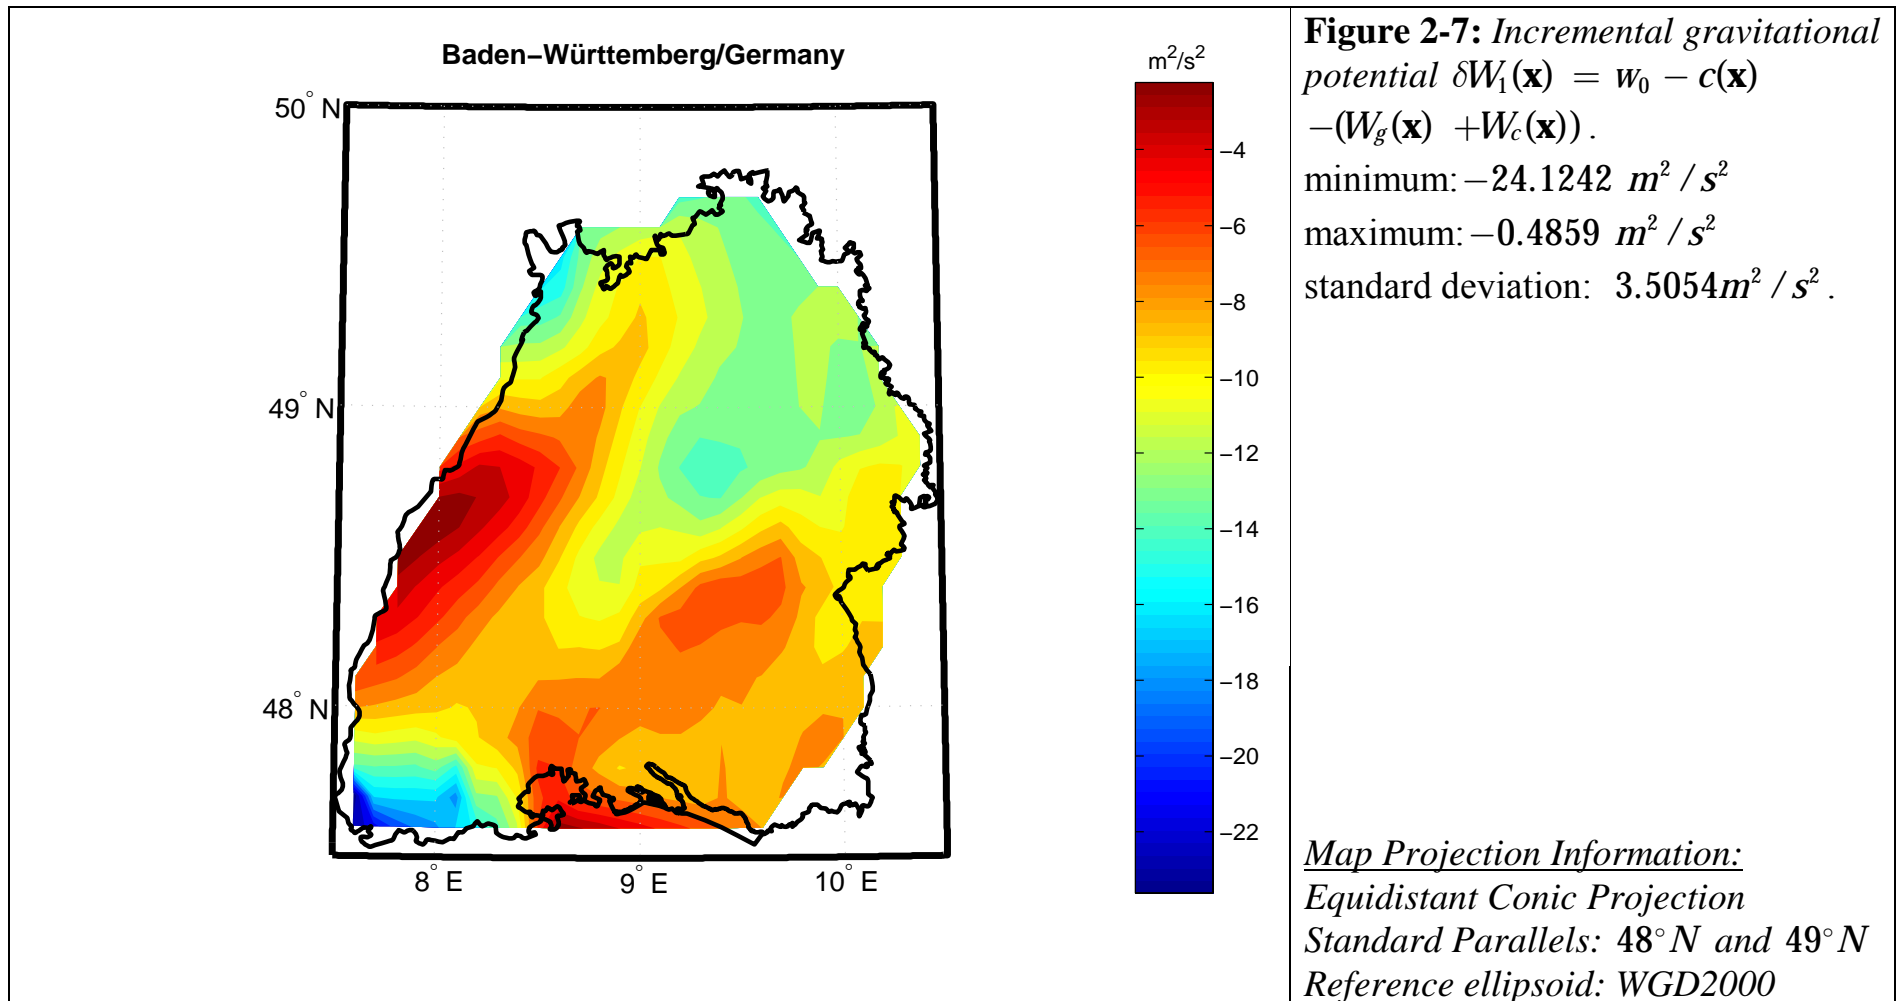 Baden−Württemberg/Germany
m²/s²
50° N
49° N
48° N
8° E
9° E
10° E
−4
−6
−8
−10
−12
−14
−16
−18
−20
−22
Figure 2-7: Incremental gravitational
potential δW₁(x) = w₀ − c(x)
−(W_g(x) +W_c(x)).
minimum: −24.1242 m² / s²
maximum: −0.4859 m² / s²
standard deviation: 3.5054m² / s².
Map Projection Information:
Equidistant Conic Projection
Standard Parallels: 48°N and 49°N
Reference ellipsoid: WGD2000